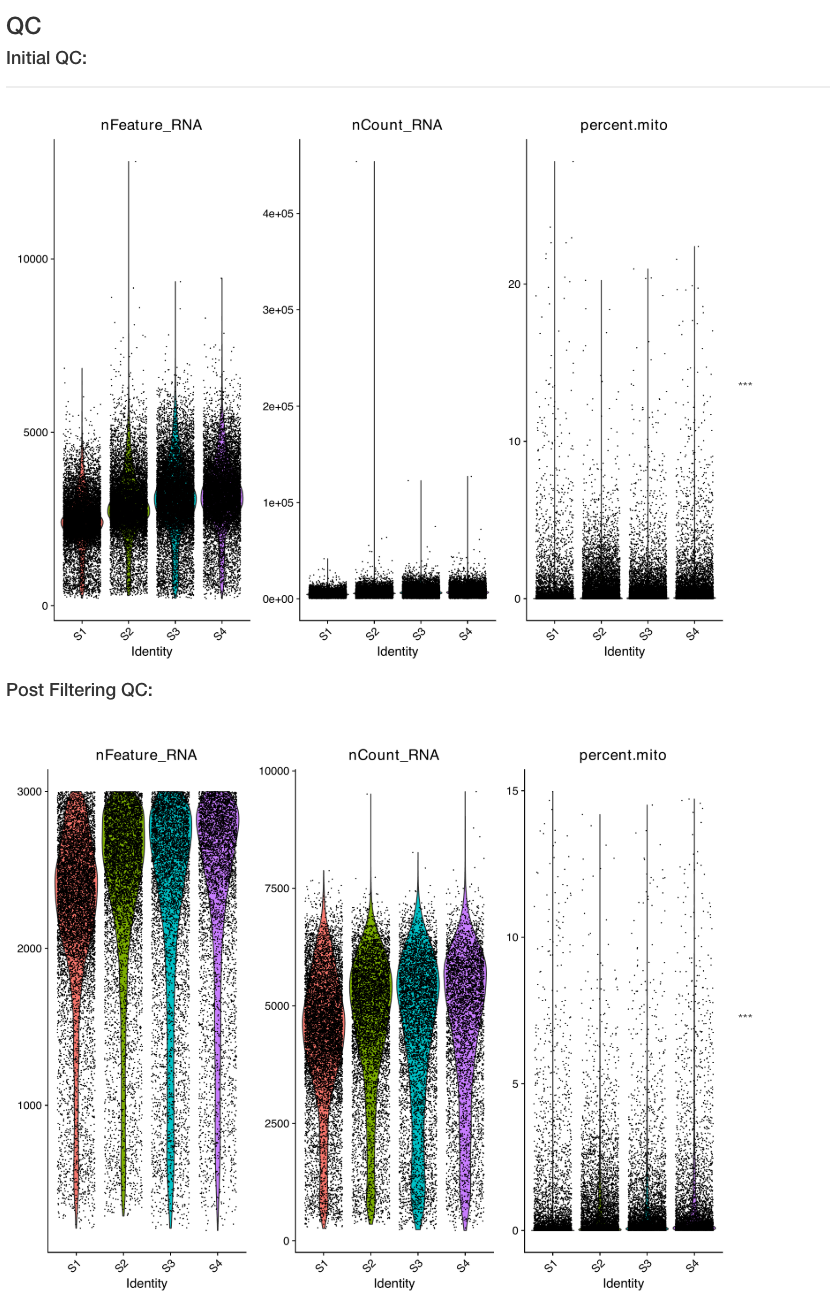 QC
Initial QC:
nFeature_RNA
nCount_RNA
percent.mito
10000
5000
0
4e+05
3e+05
2e+05
1e+05
0e+00
20
10
0
***
S1
S2
S3
S4
S1
S2
S3
S4
S1
S2
S3
S4
Identity
Identity
Identity
Post Filtering QC:
nFeature_RNA
nCount_RNA
percent.mito
3000
2000
1000
10000
7500
5000
2500
0
15
10
5
0
***
S1
S2
S3
S4
S1
S2
S3
S4
S1
S2
S3
S4
Identity
Identity
Identity